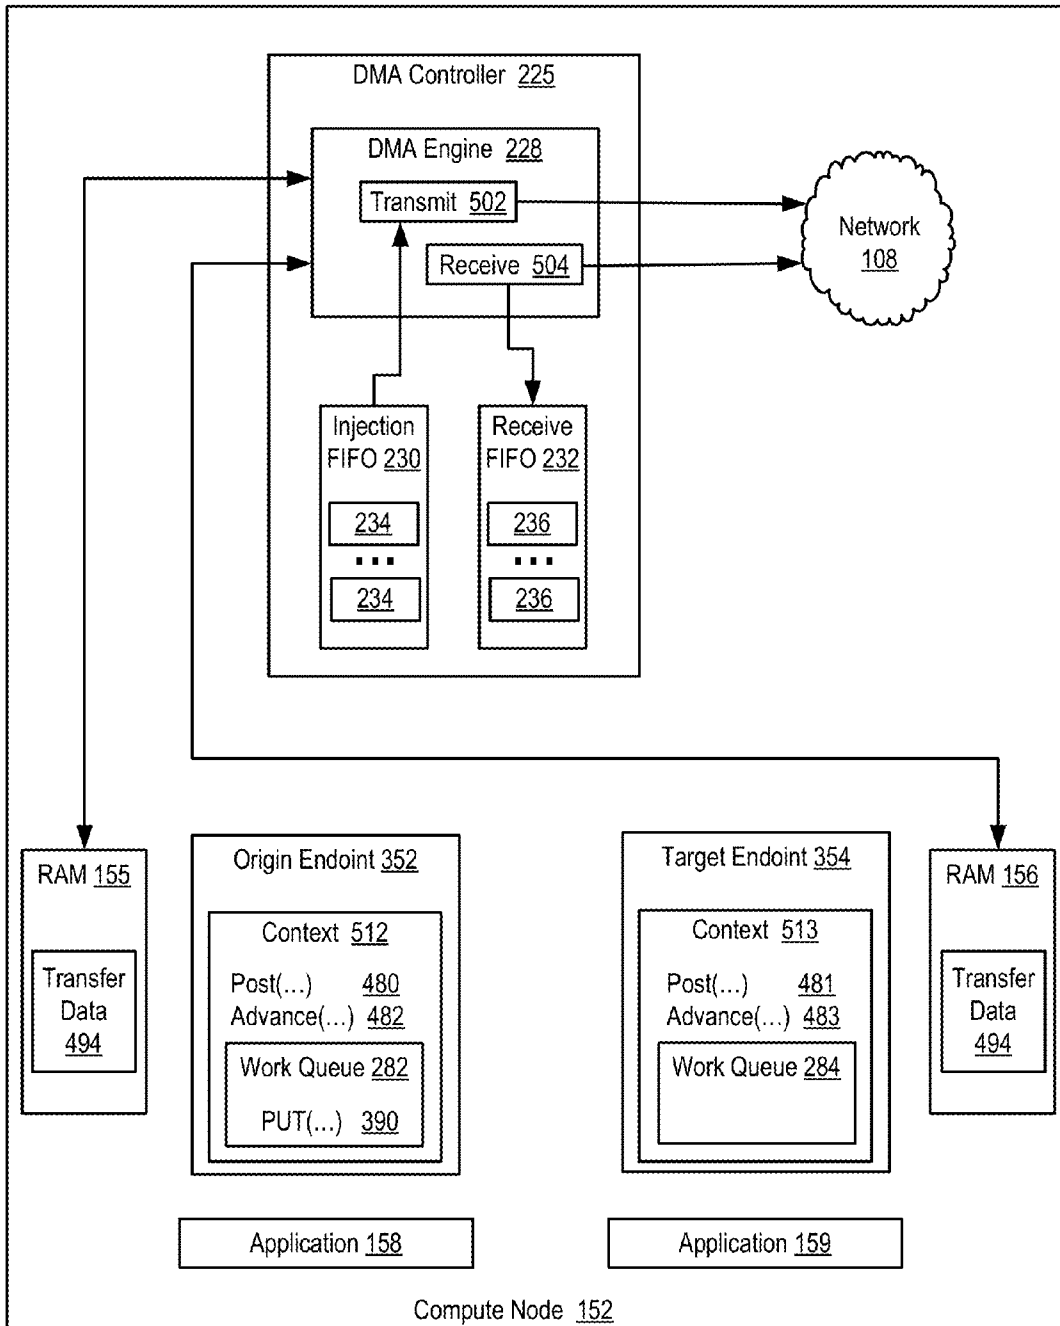 DMA Controller 225
DMA Engine 228
Transmit 502
Receive 504
Network
108
Injection
FIFO 230
234
...
234
Receive
FIFO 232
236
...
236
RAM 155
Transfer
Data
494
Origin Endoint 352
Context 512
Post(...) 480
Advance(...) 482
Work Queue 282
PUT(...) 390
Target Endoint 354
Context 513
Post(...) 481
Advance(...) 483
Work Queue 284
RAM 156
Transfer
Data
494
Application 158
Application 159
Compute Node 152